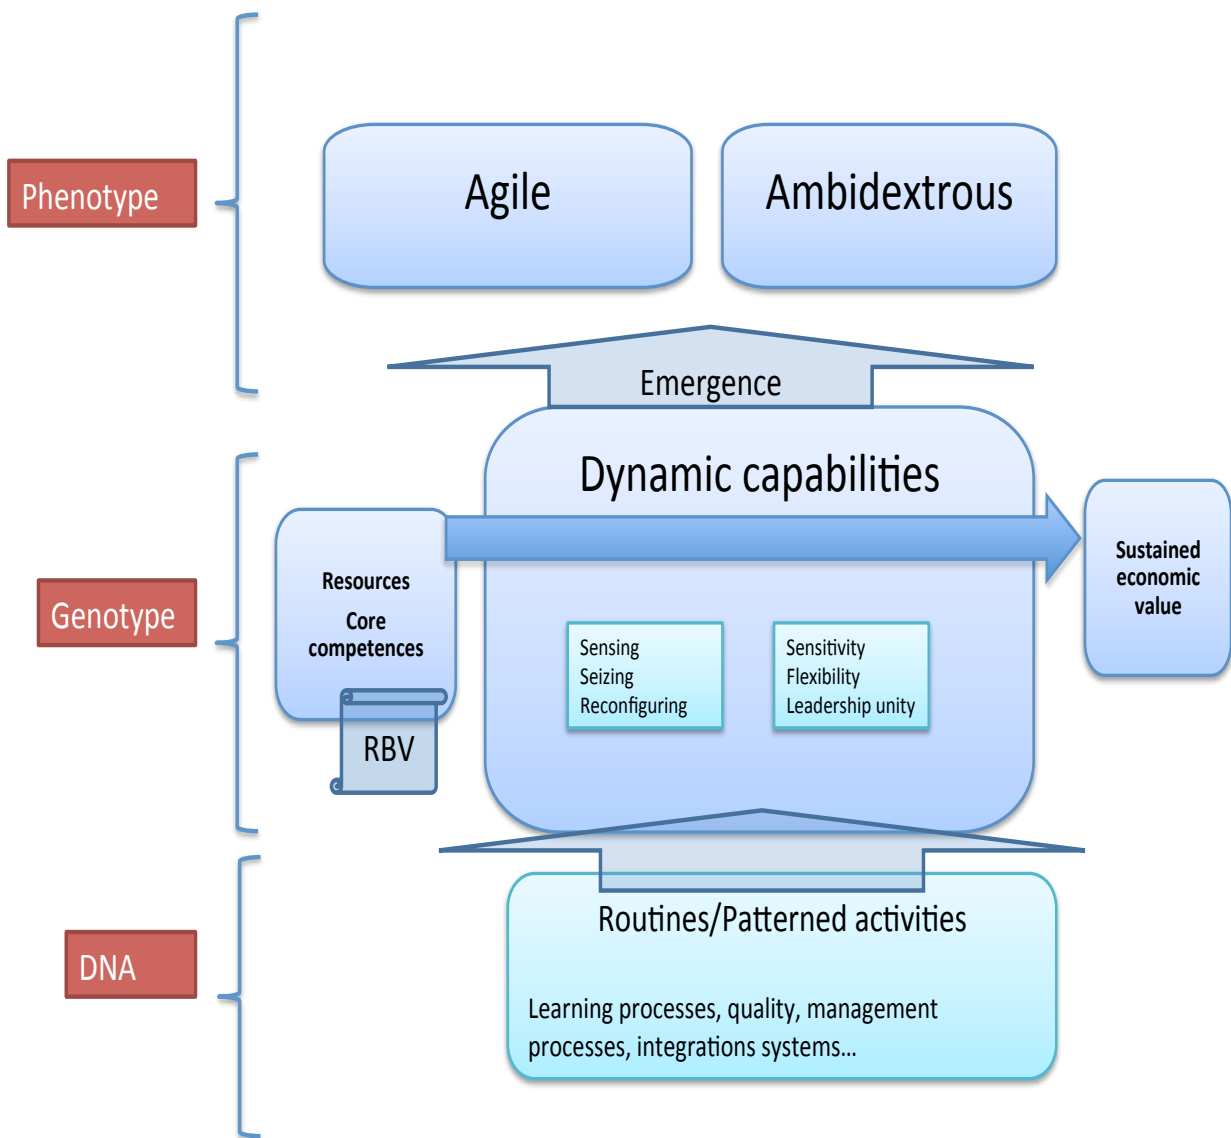 Phenotype
Agile
Ambidextrous
Emergence
Dynamic capabilities
Genotype
Resources
Core
competences
RBV
Sensing
Seizing
Reconfiguring
Sensitivity
Flexibility
Leadership unity
Sustained
economic
value
DNA
Routines/Patterned activities
Learning processes, quality, management
processes, integrations systems...